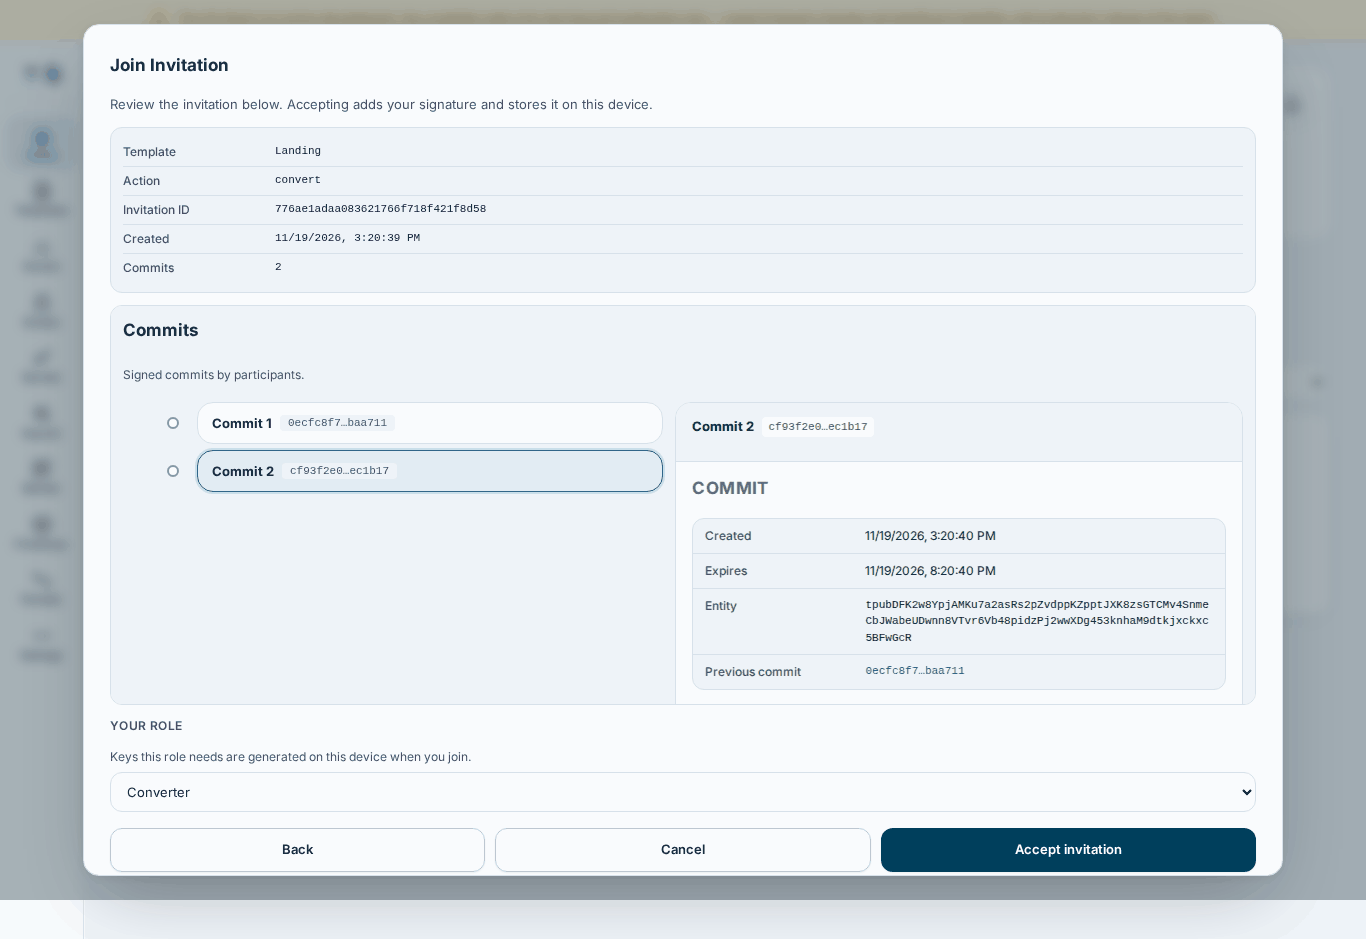 Join Invitation
Review the invitation below. Accepting adds your signature and stores it on this device.
Template Landing
Action convert
Invitation ID 776ae1adaa083621766f718f421f8d58
Created 11/19/2026, 3:20:39 PM
Commits 2
Commits
Signed commits by participants.
Commit 1 0ecfc8f7…baa711
Commit 2 cf93f2e0…ec1b17
Commit 2 cf93f2e0…ec1b17
COMMIT
Created 11/19/2026, 3:20:40 PM
Expires 11/19/2026, 8:20:40 PM
Entity tpubDFK2w8YpjAMKu7a2asRs2pZvdppKZpptJXK8zsGTCMv4Snme
CbJWabeUDwnn8VTvr6Vb48pidzPj2wwXDg453knhaM9dtkjxckxc
5BFwGcR
Previous commit 0ecfc8f7…baa711
YOUR ROLE
Keys this role needs are generated on this device when you join.
Converter
Back
Cancel
Accept invitation